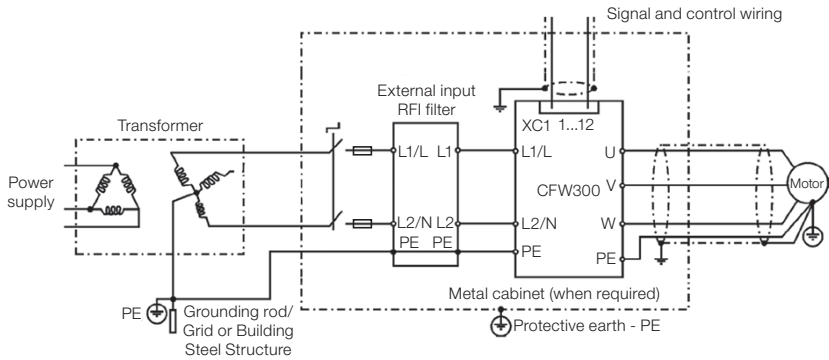 Signal and control wiring
External input
RFI filter
Transformer
XC1 1...12
L1/L L1
L1/L
U
Power
supply
CFW300
V
Motor
L2/N L2
L2/N
W
PE PE
PE
PE
Metal cabinet (when required)
PE
Grounding rod/
Grid or Building
Steel Structure
Protective earth - PE